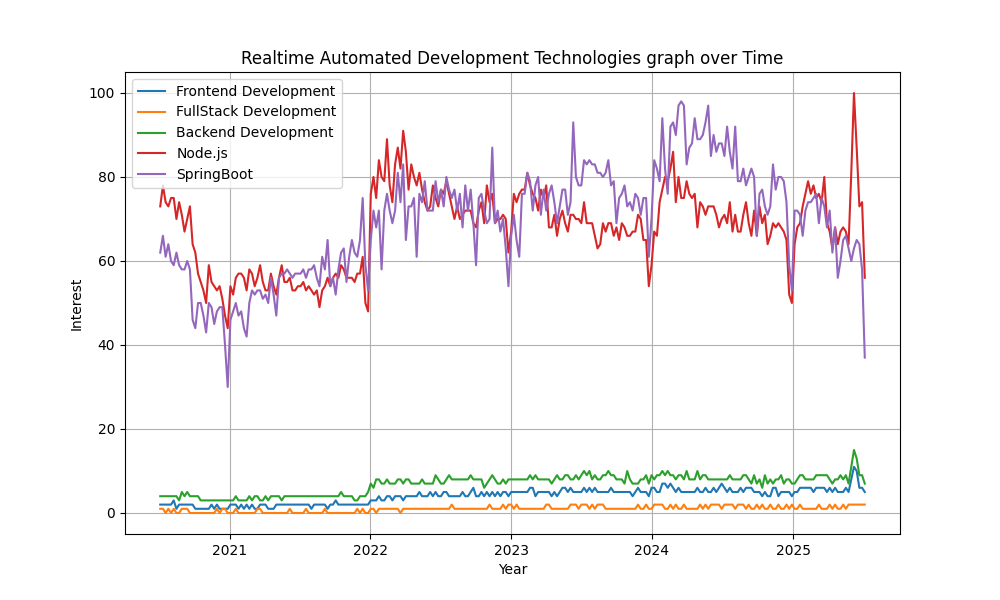 Realtime Automated Development Technologies graph over Time
Frontend Development
FullStack Development
Backend Development
Node.js
SpringBoot
100
80
60
40
20
0
Interest
2021 2022 2023 2024 2025
Year